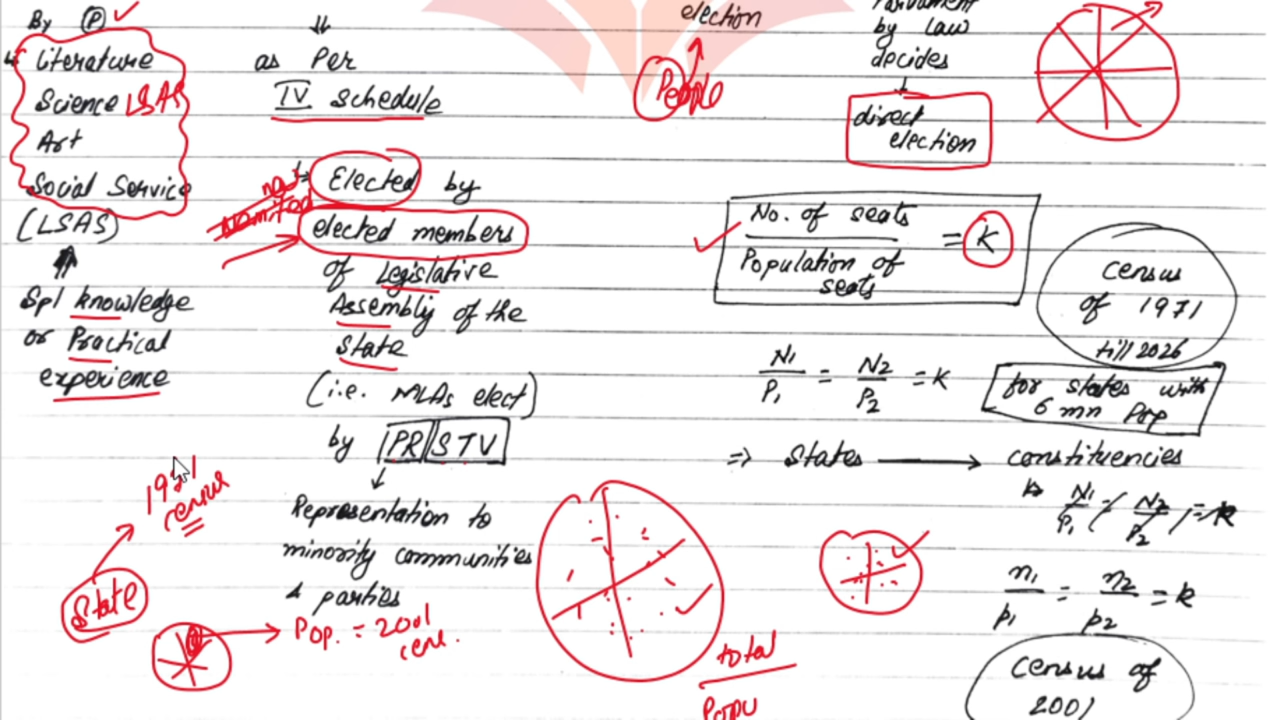 By P
Literature
Science LSAS
Art
Social Service
(LSAS)
Spl knowledge
or Practical
experience
as Per
IV Schedule
not
Nomited
Elected by
elected members
of Legislative
Assembly of the
State
(i.e. MLAs elect)
by PR STV
Representation to
minority communities
& parties
Pop. = 2001
cens.
census
State
election
People
by law
decides
direct
election
No. of seats
Population of
seats
= K
Census
of 1971
till 2026
for states with
6 mn Pop
N1/P1 = N2/P2 = K
⇒ States → constituencies
N1/P1 = N2/P2 = K
n1/p1 = n2/p2 = k
Census of
2001
total
Popu